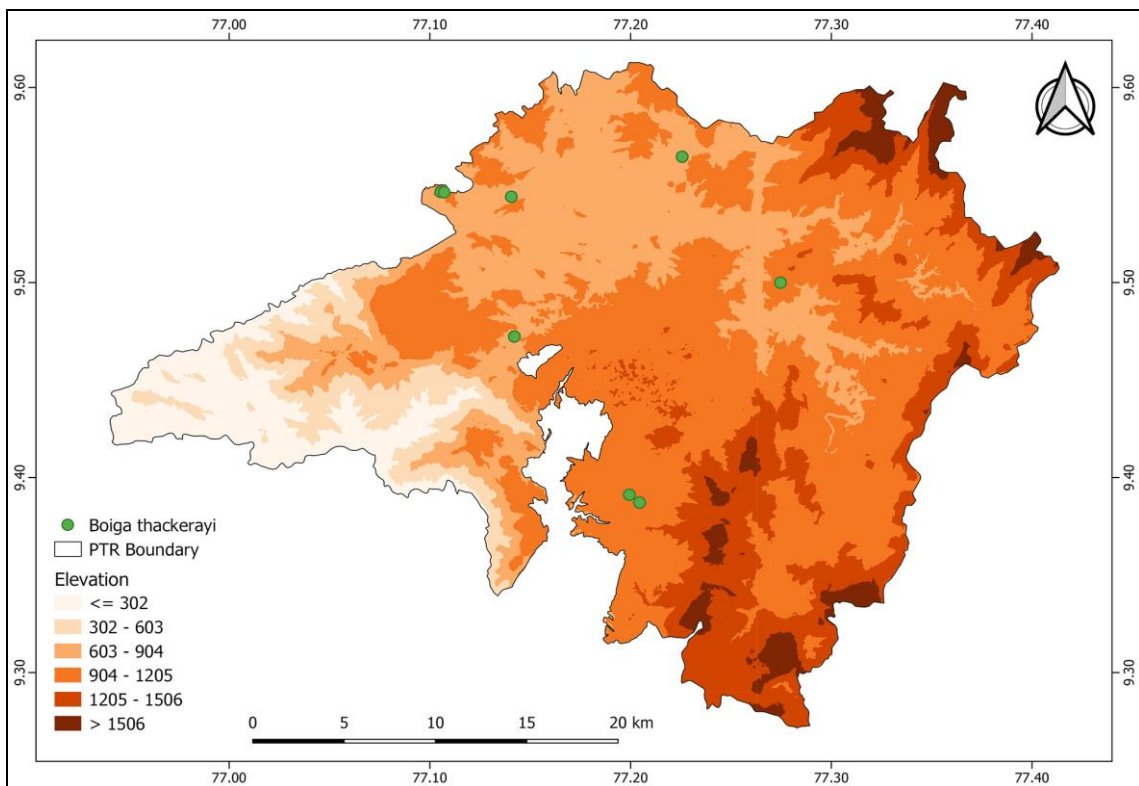 77.00 77.10 77.20 77.30 77.40
9.60 9.60
9.50 9.50
9.40 9.40
9.30 9.30
Boiga thackerayi
PTR Boundary
Elevation
<= 302
302 - 603
603 - 904
904 - 1205
1205 - 1506
> 1506
0 5 10 15 20 km
77.00 77.10 77.20 77.30 77.40